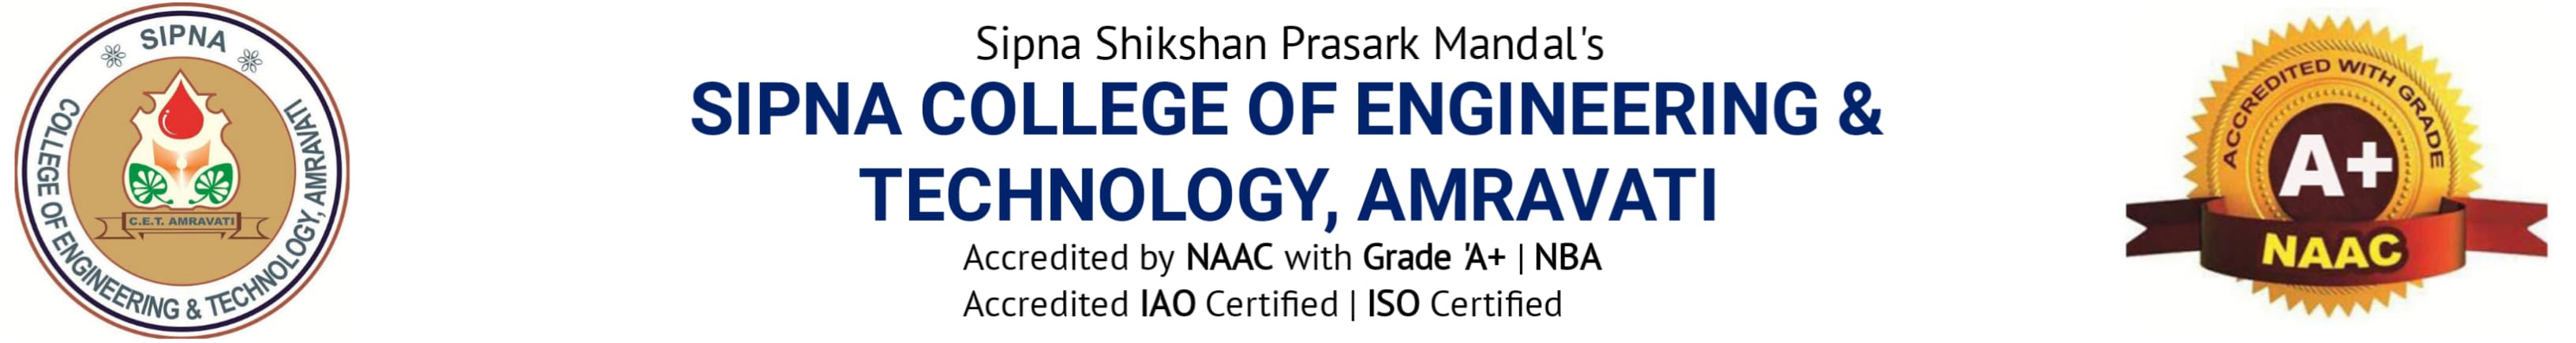 SIPNA
COLLEGE OF ENGINEERING & TECHNOLOGY, AMRAVATI
C.E.T. AMRAVATI
Sipna Shikshan Prasark Mandal's
SIPNA COLLEGE OF ENGINEERING &
TECHNOLOGY, AMRAVATI
Accredited by NAAC with Grade 'A+ | NBA
Accredited IAO Certified | ISO Certified
ACCREDITED WITH GRADE
A+
NAAC